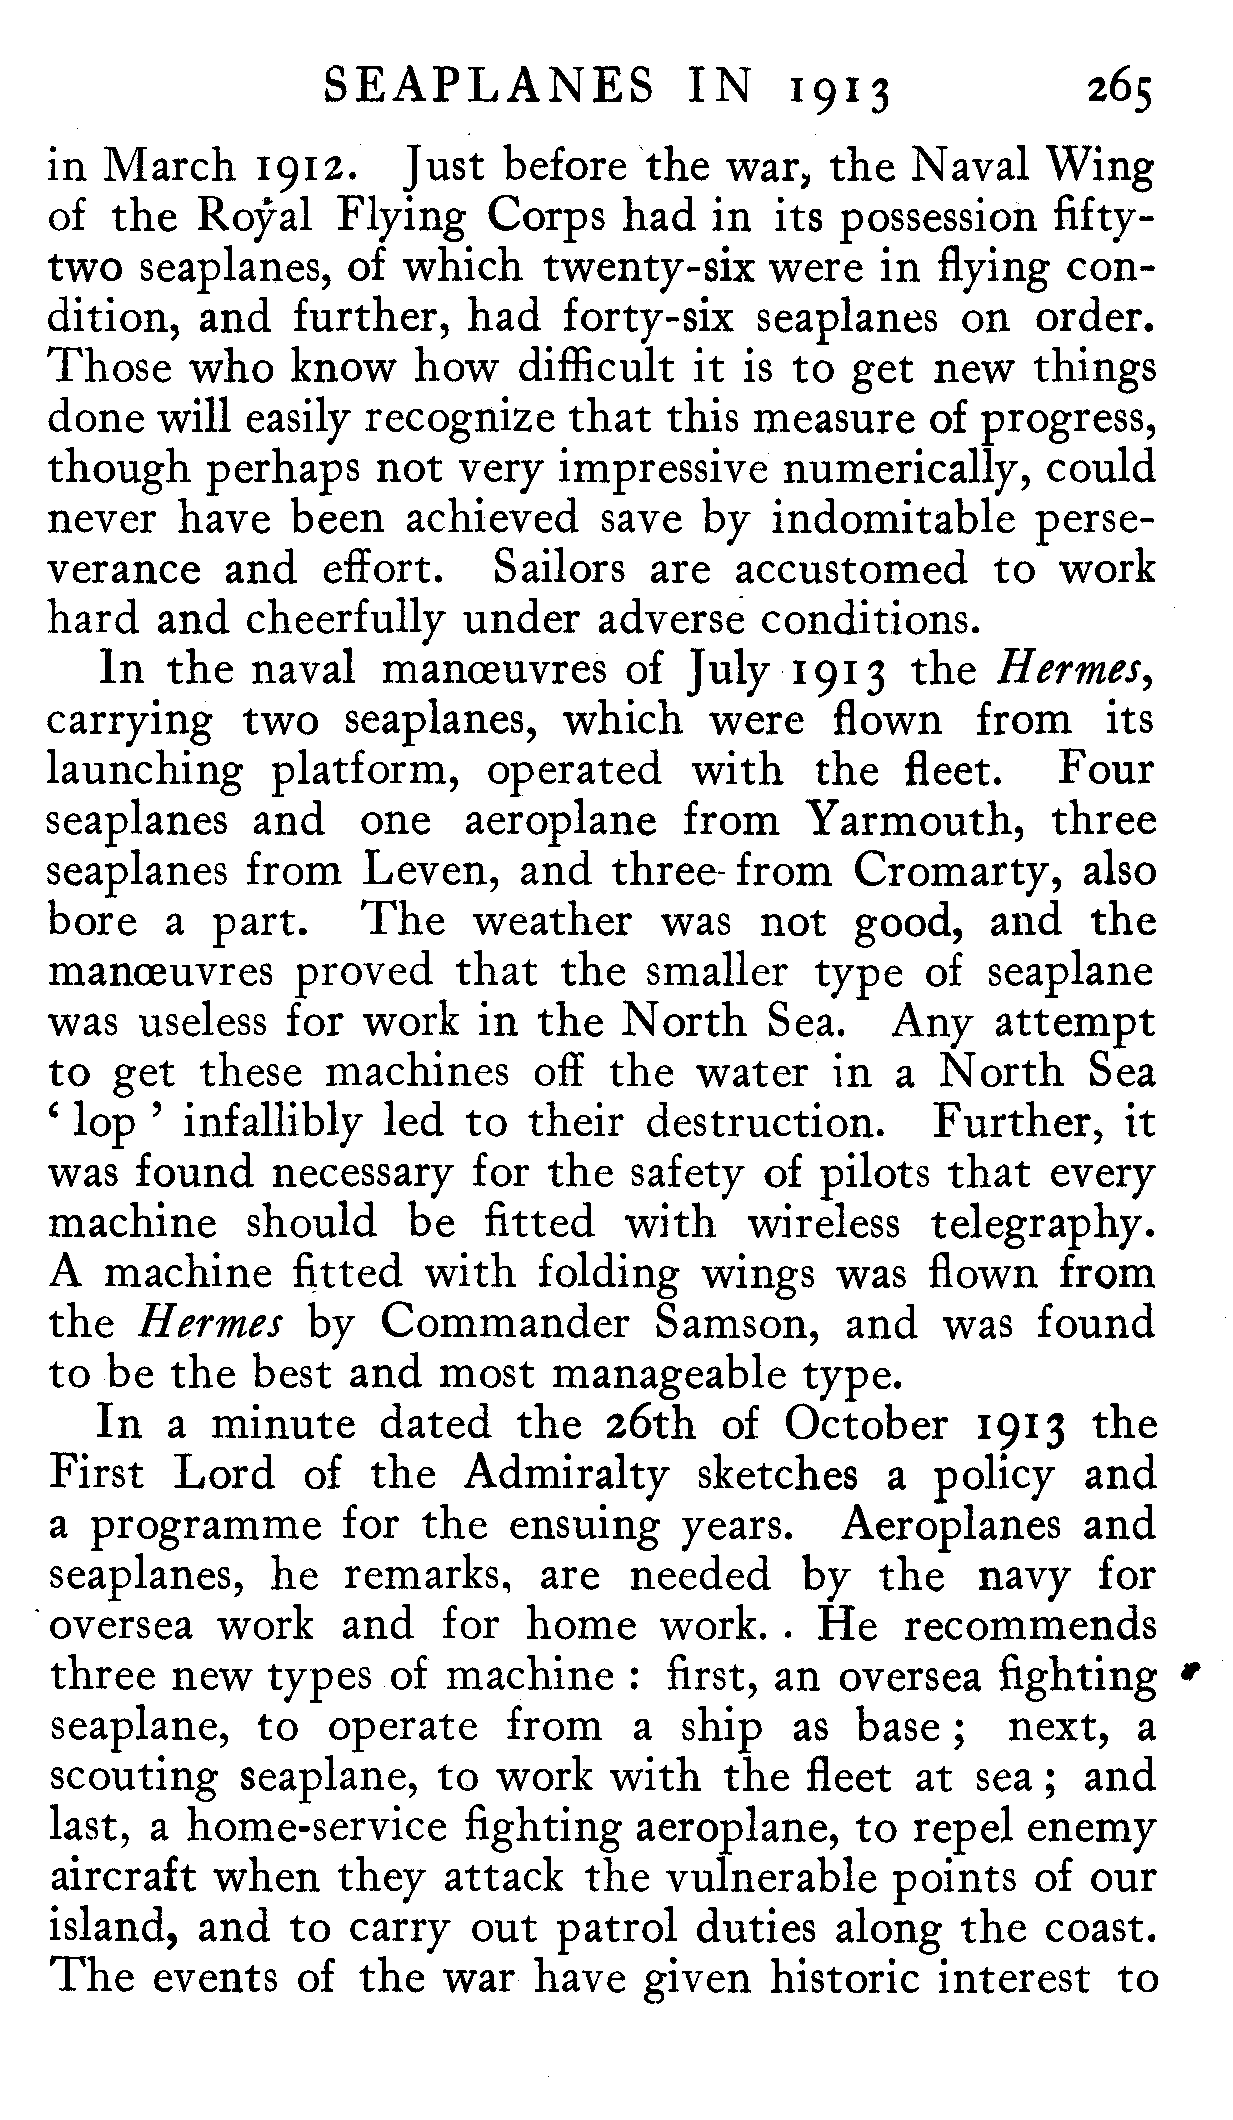 SEAPLANES IN 1913 265
in March 1912. Just before the war, the Naval Wing
of the Royal Flying Corps had in its possession fifty-
two seaplanes, of which twenty-six were in flying con-
dition, and further, had forty-six seaplanes on order.
Those who know how difficult it is to get new things
done will easily recognize that this measure of progress,
though perhaps not very impressive numerically, could
never have been achieved save by indomitable perse-
verance and effort. Sailors are accustomed to work
hard and cheerfully under adverse conditions.
In the naval manœuvres of July 1913 the Hermes,
carrying two seaplanes, which were flown from its
launching platform, operated with the fleet. Four
seaplanes and one aeroplane from Yarmouth, three
seaplanes from Leven, and three from Cromarty, also
bore a part. The weather was not good, and the
manœuvres proved that the smaller type of seaplane
was useless for work in the North Sea. Any attempt
to get these machines off the water in a North Sea
‘ lop ’ infallibly led to their destruction. Further, it
was found necessary for the safety of pilots that every
machine should be fitted with wireless telegraphy.
A machine fitted with folding wings was flown from
the Hermes by Commander Samson, and was found
to be the best and most manageable type.
In a minute dated the 26th of October 1913 the
First Lord of the Admiralty sketches a policy and
a programme for the ensuing years. Aeroplanes and
seaplanes, he remarks, are needed by the navy for
oversea work and for home work. . He recommends
three new types of machine : first, an oversea fighting
seaplane, to operate from a ship as base ; next, a
scouting seaplane, to work with the fleet at sea ; and
last, a home-service fighting aeroplane, to repel enemy
aircraft when they attack the vulnerable points of our
island, and to carry out patrol duties along the coast.
The events of the war have given historic interest to